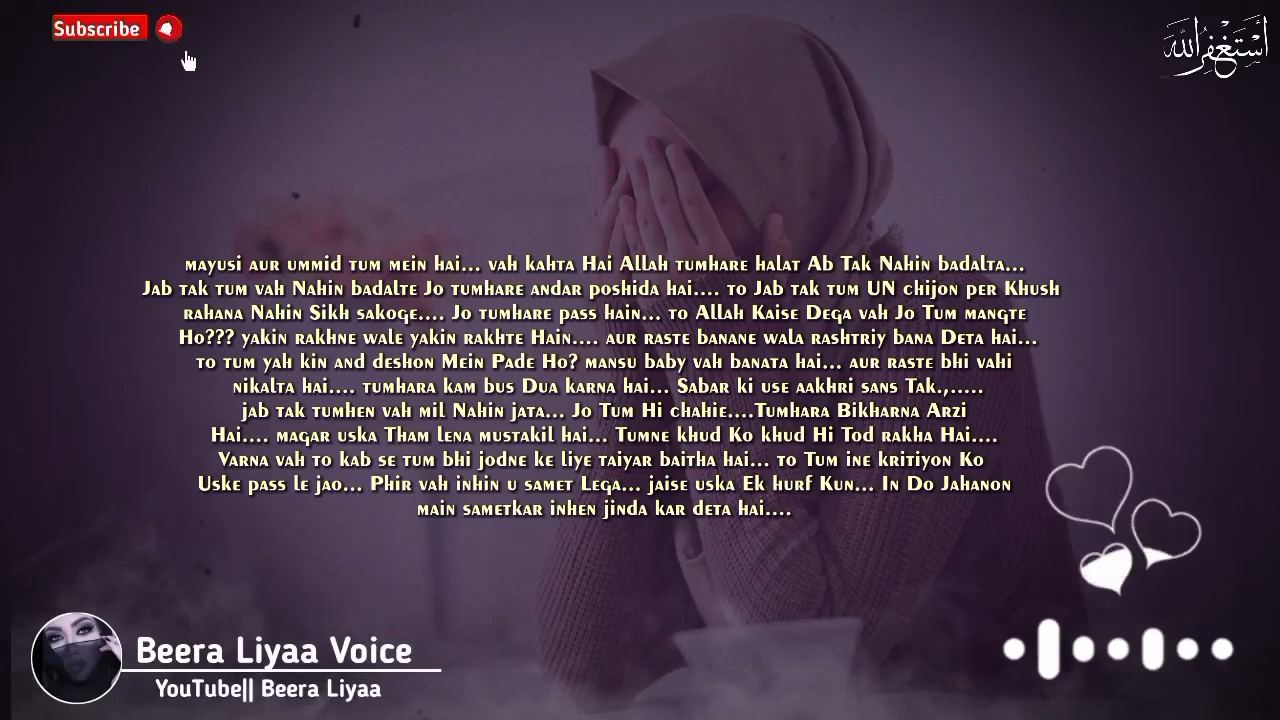 Subscribe
أستغفر الله
mayusi aur ummid tum mein hai... vah kahta Hai Allah tumhare halat Ab Tak Nahin badalta...
Jab tak tum vah Nahin badalte Jo tumhare andar poshida hai.... to Jab tak tum UN chijon per Khush
rahana Nahin Sikh sakoge.... Jo tumhare pass hain... to Allah Kaise Dega vah Jo Tum mangte
Ho??? yakin rakhne wale yakin rakhte Hain.... aur raste banane wala rashtriy bana Deta hai...
to tum yah kin and deshon Mein Pade Ho? mansu baby vah banata hai... aur raste bhi vahi
nikalta hai.... tumhara kam bus Dua karna hai... Sabar ki use aakhri sans Tak.,.....
jab tak tumhen vah mil Nahin jata... Jo Tum Hi chahie....Tumhara Bikharna Arzi
Hai.... magar uska Tham lena mustakil hai... Tumne khud Ko khud Hi Tod rakha Hai....
Varna vah to kab se tum bhi jodne ke liye taiyar baitha hai... to Tum ine kritiyon Ko
Uske pass le jao... Phir vah inhin u samet Lega... jaise uska Ek hurf Kun... In Do Jahanon
main sametkar inhen jinda kar deta hai....
Beera Liyaa Voice
YouTube|| Beera Liyaa